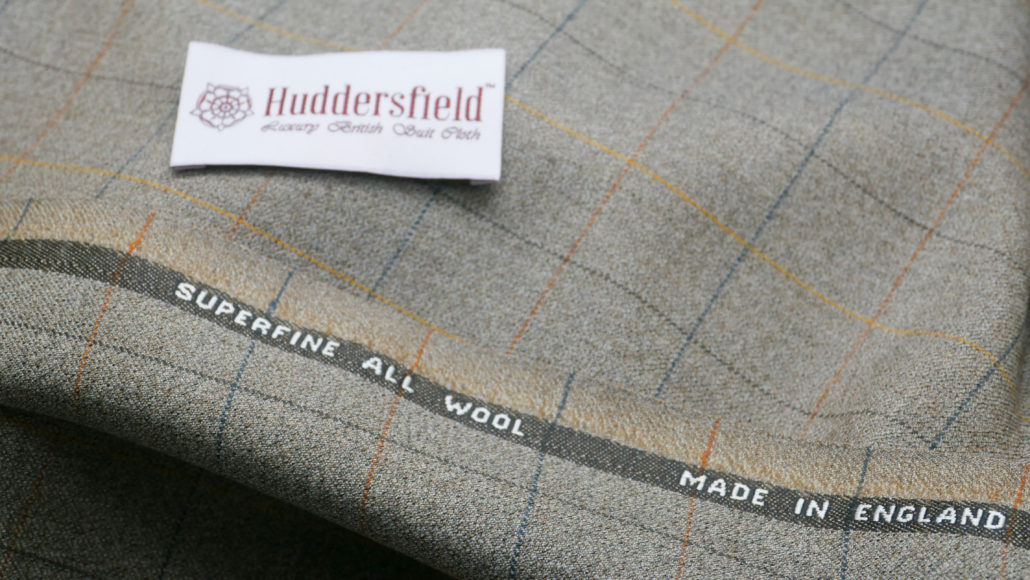 Huddersfield™
Luxury British Suit Cloth
SUPERFINE ALL WOOL MADE IN ENGLAND